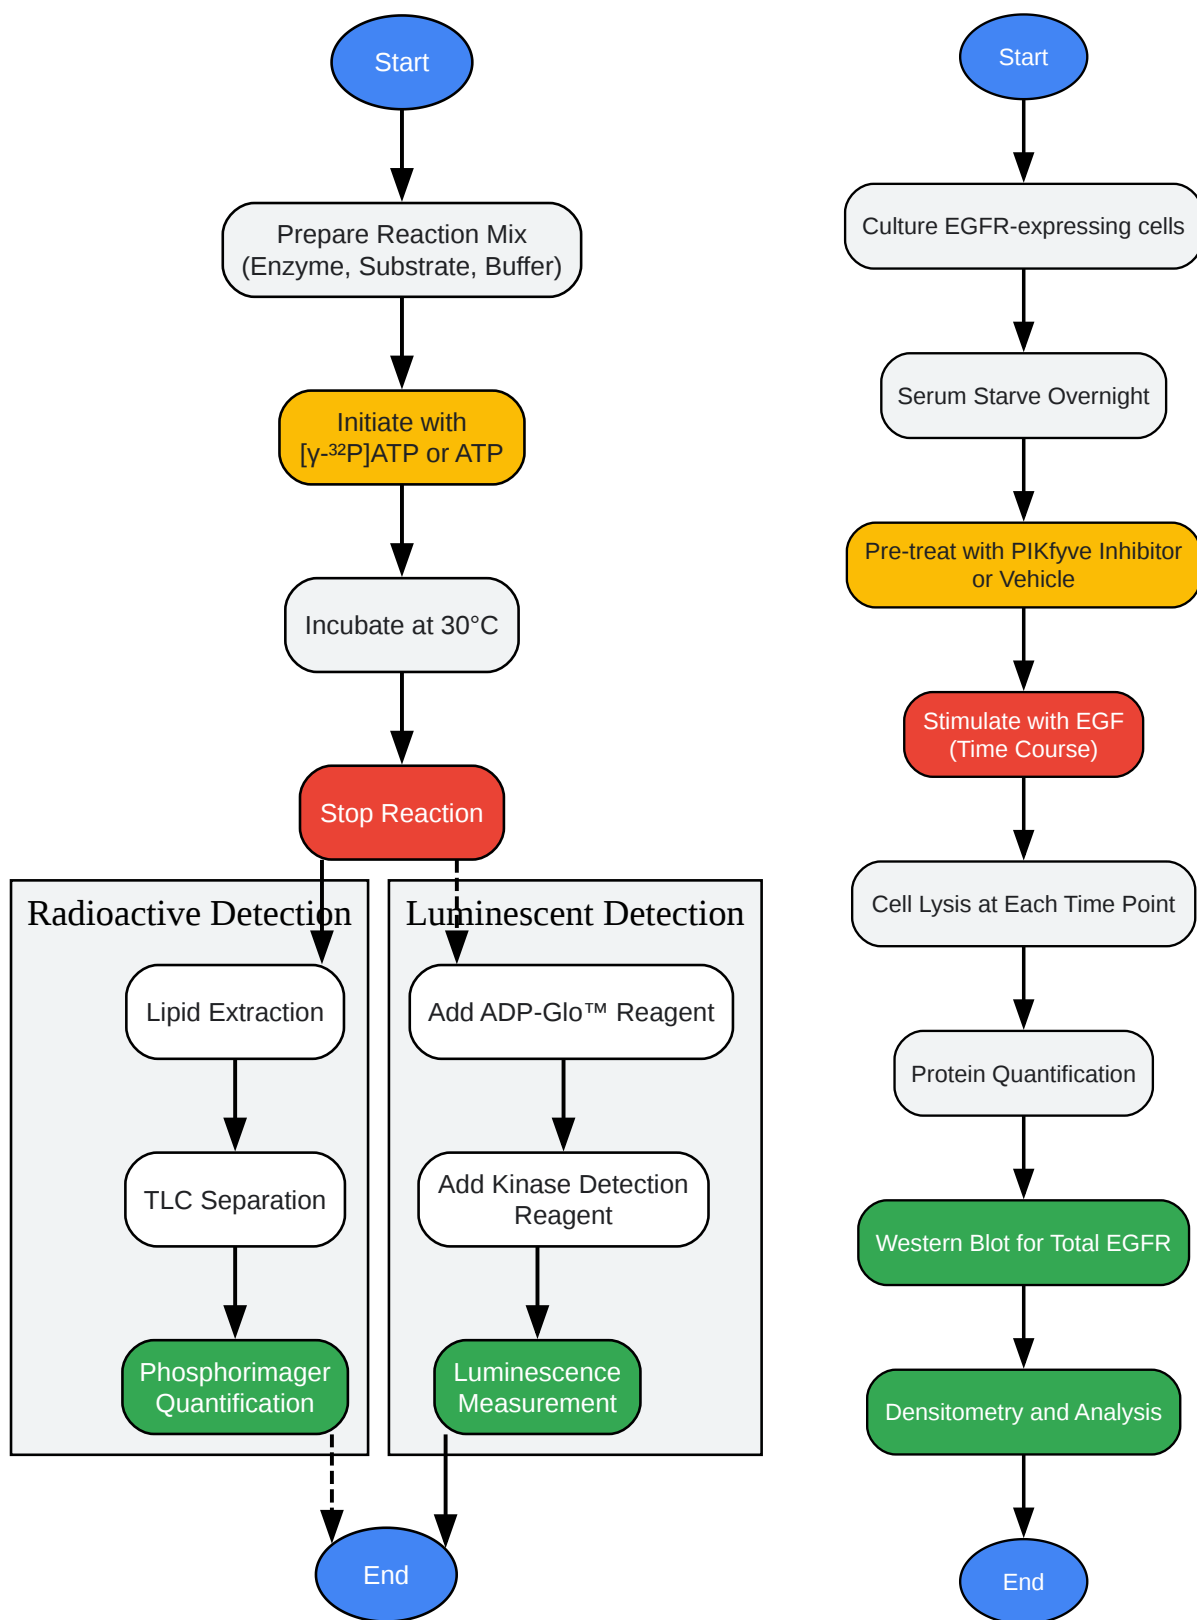 Start
Prepare Reaction Mix
(Enzyme, Substrate, Buffer)
Initiate with
[γ-³²P]ATP or ATP
Incubate at 30°C
Stop Reaction
Radioactive Detection
Lipid Extraction
TLC Separation
Phosphorimager
Quantification
Luminescent Detection
Add ADP-Glo™ Reagent
Add Kinase Detection
Reagent
Luminescence
Measurement
End
Start
Culture EGFR-expressing cells
Serum Starve Overnight
Pre-treat with PIKfyve Inhibitor
or Vehicle
Stimulate with EGF
(Time Course)
Cell Lysis at Each Time Point
Protein Quantification
Western Blot for Total EGFR
Densitometry and Analysis
End